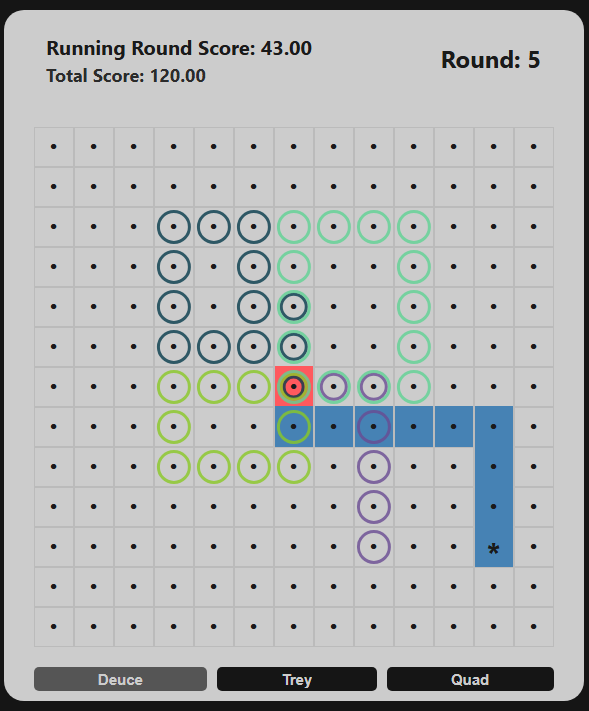 Running Round Score: 43.00
Total Score: 120.00
Round: 5
*
Deuce
Trey
Quad